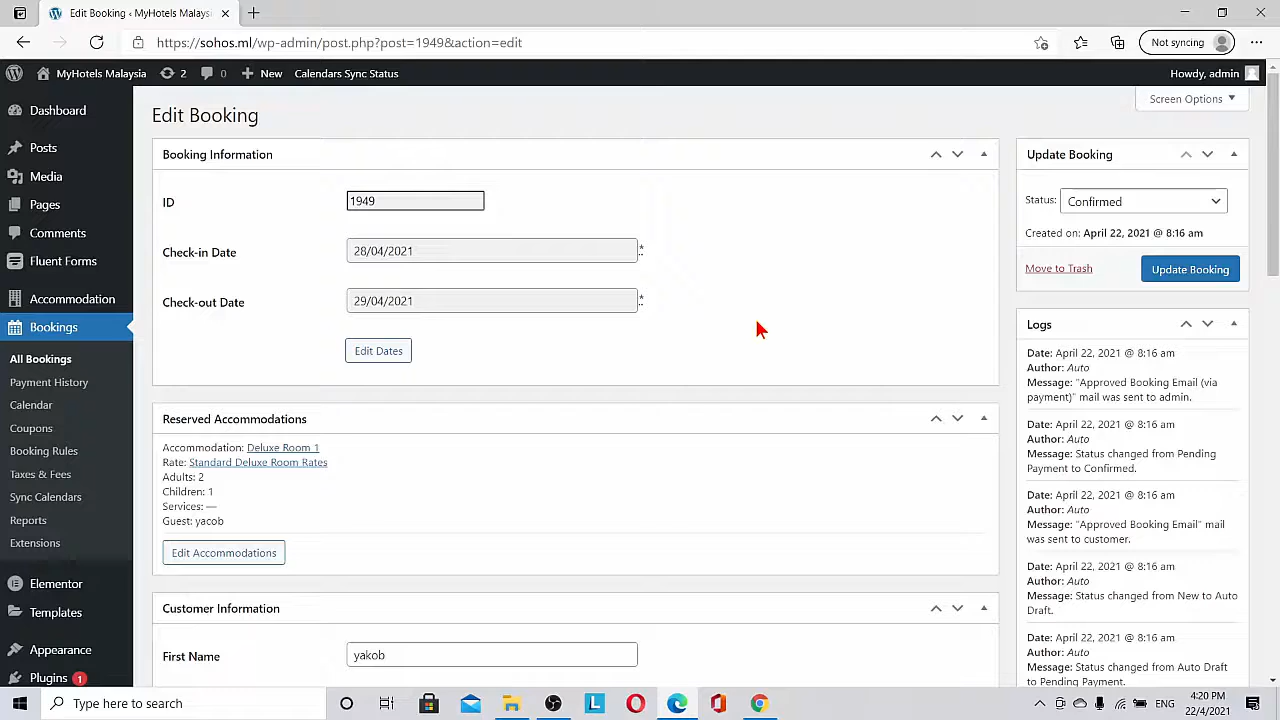 Edit Booking ‹ MyHotels Malaysi
https://sohos.ml/wp-admin/post.php?post=1949&action=edit
Not syncing
MyHotels Malaysia
2
0
New
Calendars Sync Status
Howdy, admin
Dashboard
Posts
Media
Pages
Comments
Fluent Forms
Accommodation
Bookings
All Bookings
Payment History
Calendar
Coupons
Booking Rules
Taxes & Fees
Sync Calendars
Reports
Extensions
Elementor
Templates
Appearance
Plugins 1
Screen Options
Edit Booking
Booking Information
ID
1949
Check-in Date
28/04/2021
*
Check-out Date
29/04/2021
*
Edit Dates
Reserved Accommodations
Accommodation: Deluxe Room 1
Rate: Standard Deluxe Room Rates
Adults: 2
Children: 1
Services: —
Guest: yacob
Edit Accommodations
Customer Information
First Name
yakob
Update Booking
Status:
Confirmed
Created on: April 22, 2021 @ 8:16 am
Move to Trash
Update Booking
Logs
Date: April 22, 2021 @ 8:16 am
Author: Auto
Message: "Approved Booking Email (via
payment)" mail was sent to admin.
Date: April 22, 2021 @ 8:16 am
Author: Auto
Message: Status changed from Pending
Payment to Confirmed.
Date: April 22, 2021 @ 8:16 am
Author: Auto
Message: "Approved Booking Email" mail
was sent to customer.
Date: April 22, 2021 @ 8:16 am
Author: Auto
Message: Status changed from New to Auto
Draft.
Date: April 22, 2021 @ 8:16 am
Author: Auto
Message: Status changed from Auto Draft
to Pending Payment.
Type here to search
ENG
4:20 PM
22/4/2021